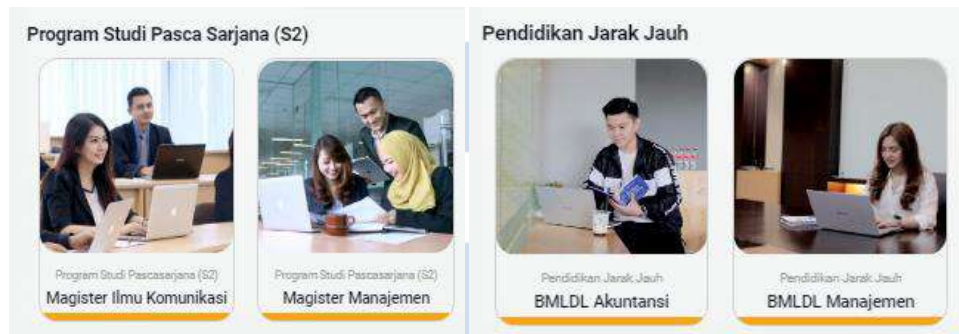 Program Studi Pasca Sarjana (S2)
Program Studi Pascasarjana (S2)
Magister Ilmu Komunikasi
Program Studi Pascasarjana (S2)
Magister Manajemen
Pendidikan Jarak Jauh
Pendidikan Jarak Jauh
BMLDL Akuntansi
Pendidikan Jarak Jauh
BMLDL Manajemen